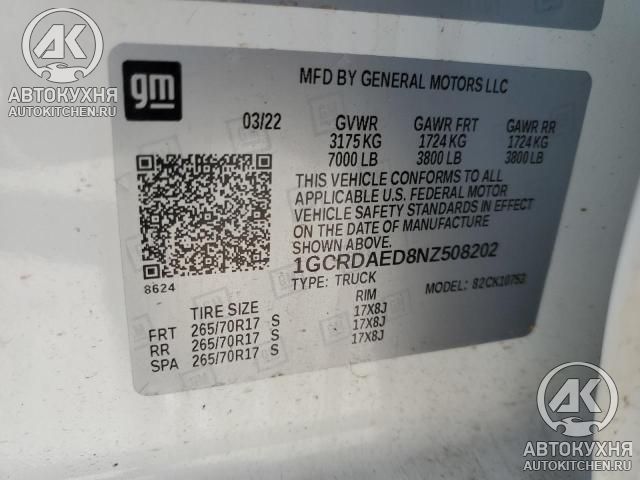 gm
MFD BY GENERAL MOTORS LLC
03/22 GVWR GAWR FRT GAWR RR
3175 KG 1724 KG 1724 KG
7000 LB 3800 LB 3800 LB
THIS VEHICLE CONFORMS TO ALL
APPLICABLE U.S. FEDERAL MOTOR
VEHICLE SAFETY STANDARDS IN EFFECT
ON THE DATE OF MANUFACTURE
SHOWN ABOVE.
1GCRDAED8NZ508202
TYPE: TRUCK MODEL: 82CK10753
8624
TIRE SIZE RIM
FRT 265/70R17 S 17X8J
RR 265/70R17 S 17X8J
SPA 265/70R17 S 17X8J
АК
АВТОКУХНЯ
AUTOKITCHEN.RU
АК
АВТОКУХНЯ
AUTOKITCHEN.RU